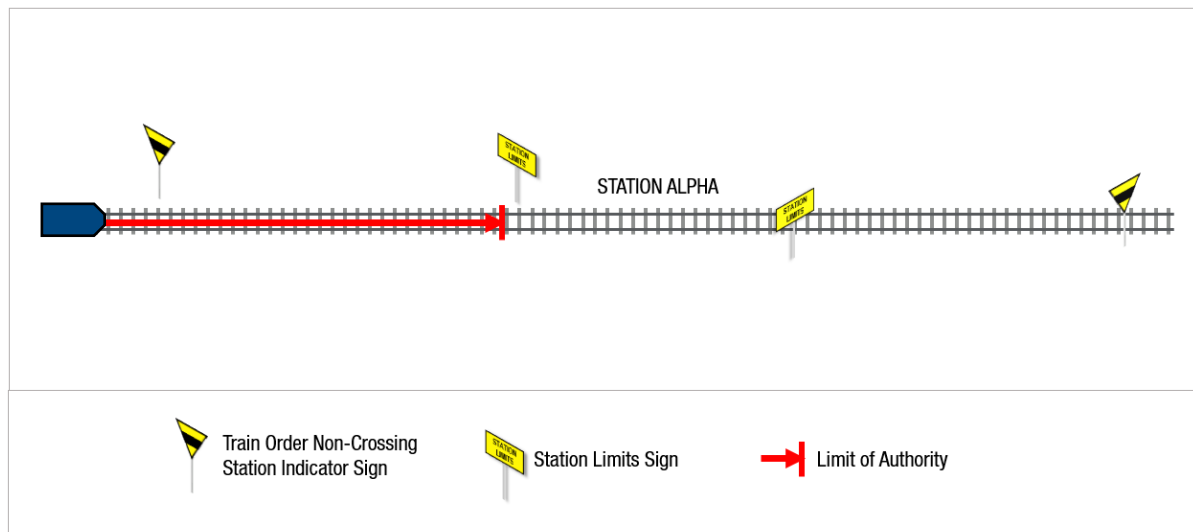 STATION
LIMITS
STATION ALPHA
STATION
LIMITS
Train Order Non-Crossing
Station Indicator Sign
STATION
LIMITS
Station Limits Sign
Limit of Authority